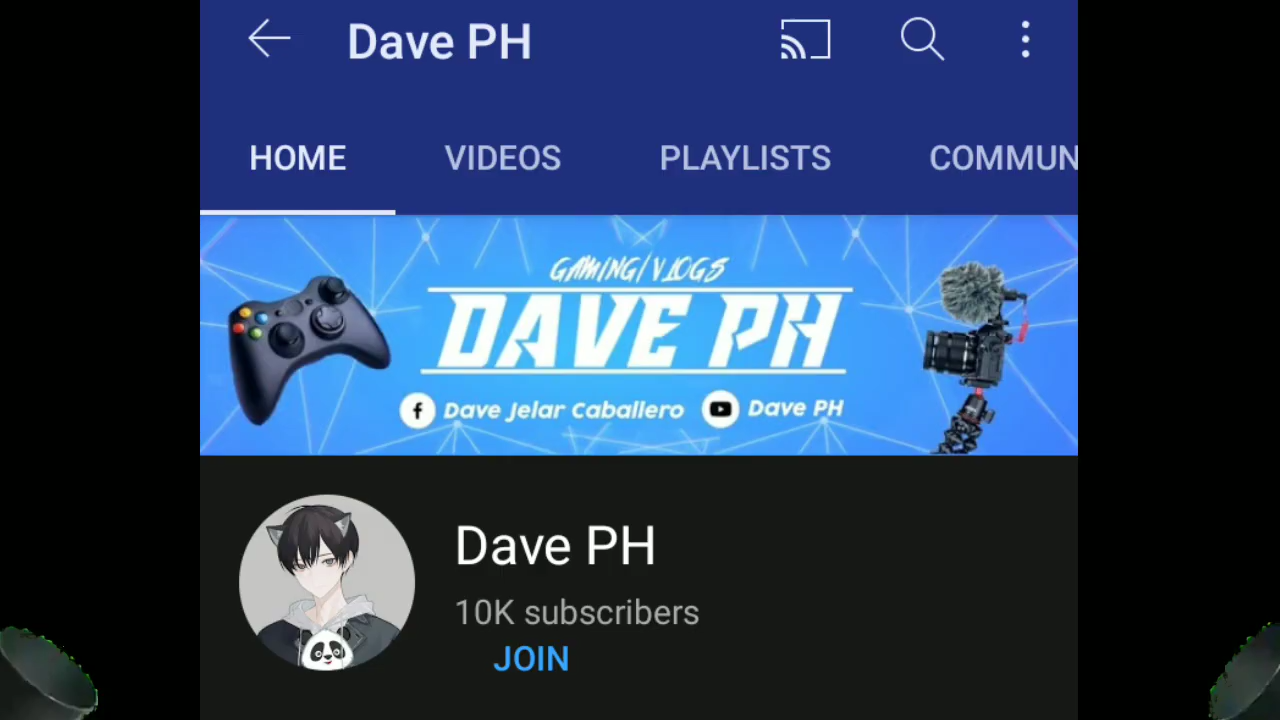 Dave PH
HOME VIDEOS PLAYLISTS COMMUN
GAMING/VLOGS
DAVE PH
f Dave Jelar Caballero Dave PH
Dave PH
10K subscribers
JOIN